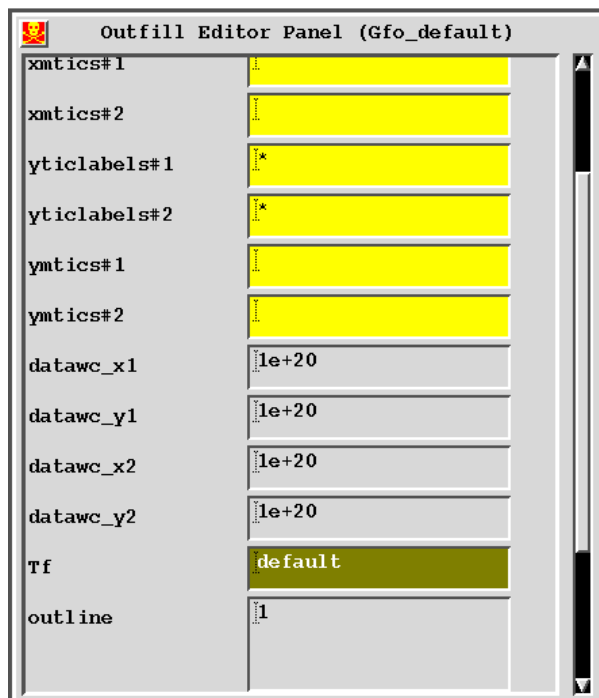 Outfill Editor Panel (Gfo_default)
xmtics#1
xmtics#2
yticlabels#1 *
yticlabels#2 *
ymtics#1
ymtics#2
datawc_x1 1e+20
datawc_y1 1e+20
datawc_x2 1e+20
datawc_y2 1e+20
Tf default
outline 1